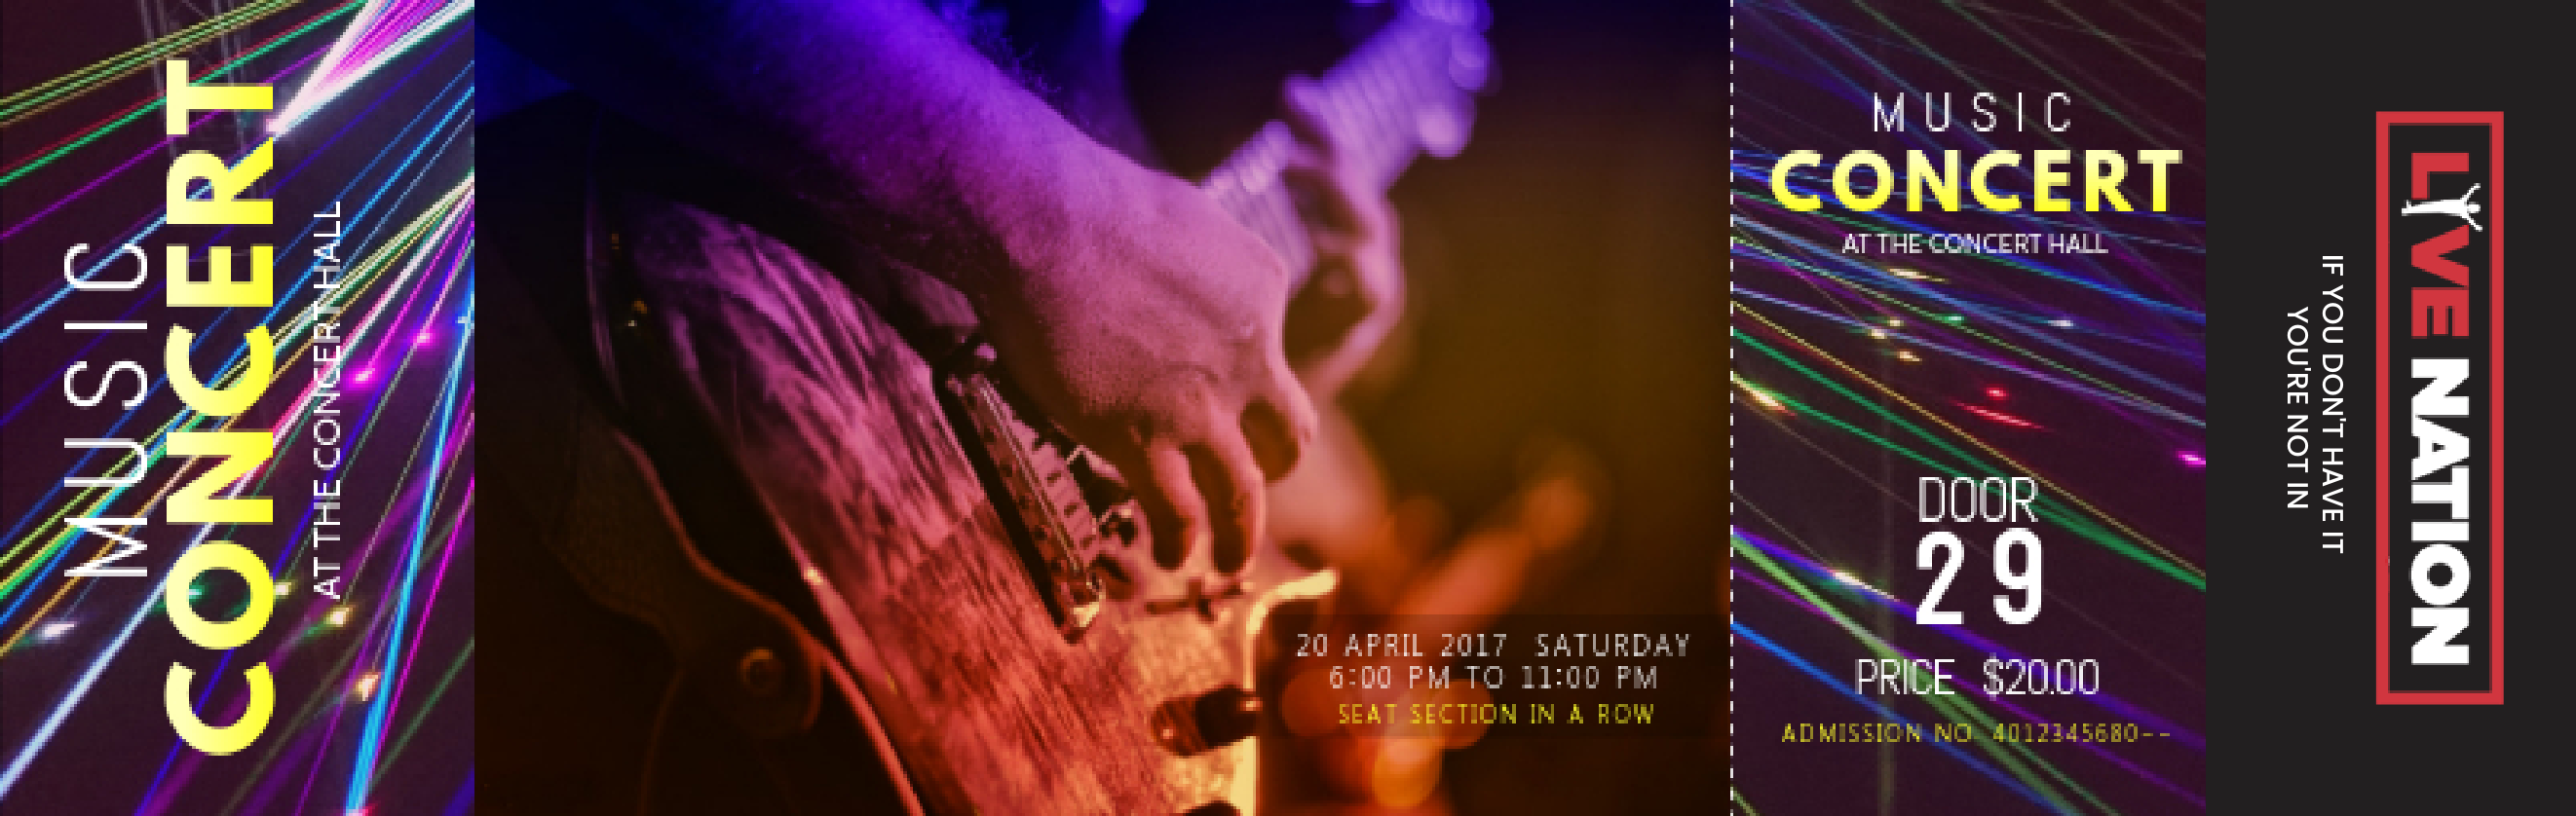 MUSIC
CONCERT
AT THE CONCERT HALL
20 APRIL 2017 SATURDAY
6:00 PM TO 11:00 PM
SEAT SECTION IN A ROW
MUSIC
CONCERT
AT THE CONCERT HALL
DOOR
29
PRICE $20.00
ADMISSION NO. 4012345680--
LIVE NATION
IF YOU DON'T HAVE IT
YOU'RE NOT IN